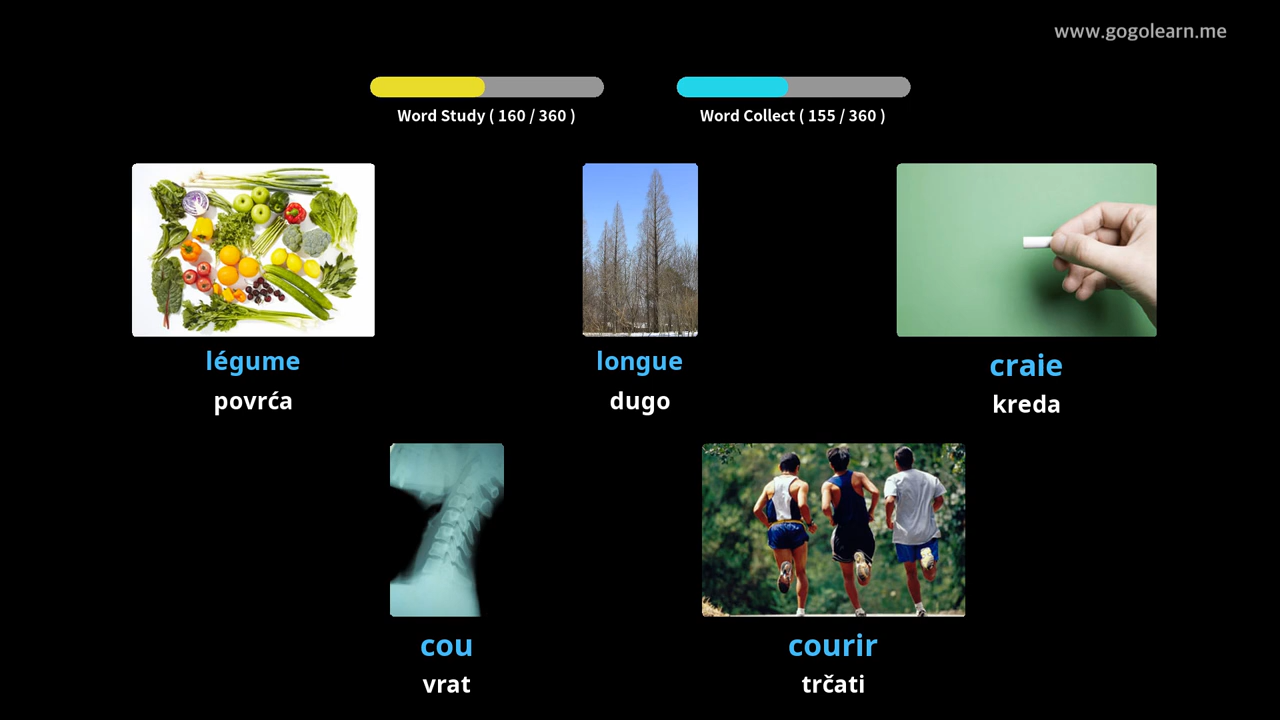 www.gogolearn.me
Word Study ( 160 / 360 )
Word Collect ( 155 / 360 )
légume
povrća
longue
dugo
craie
kreda
cou
vrat
courir
trčati